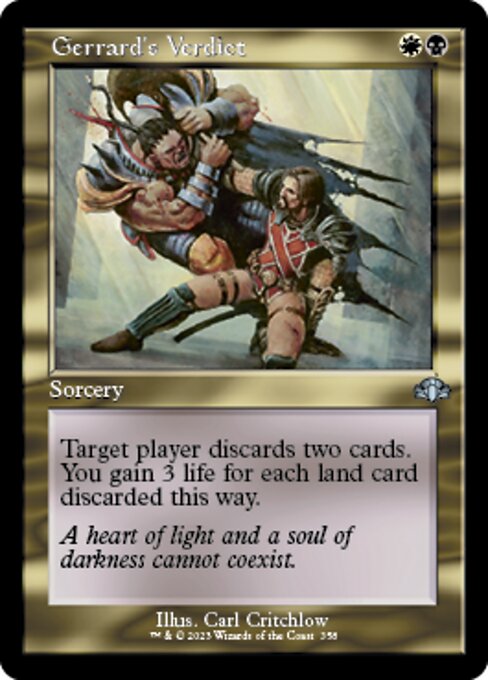 Gerrard's Verdict
Sorcery
Target player discards two cards.
You gain 3 life for each land card
discarded this way.
A heart of light and a soul of
darkness cannot coexist.
Illus. Carl Critchlow
™ & © 2023 Wizards of the Coast 358